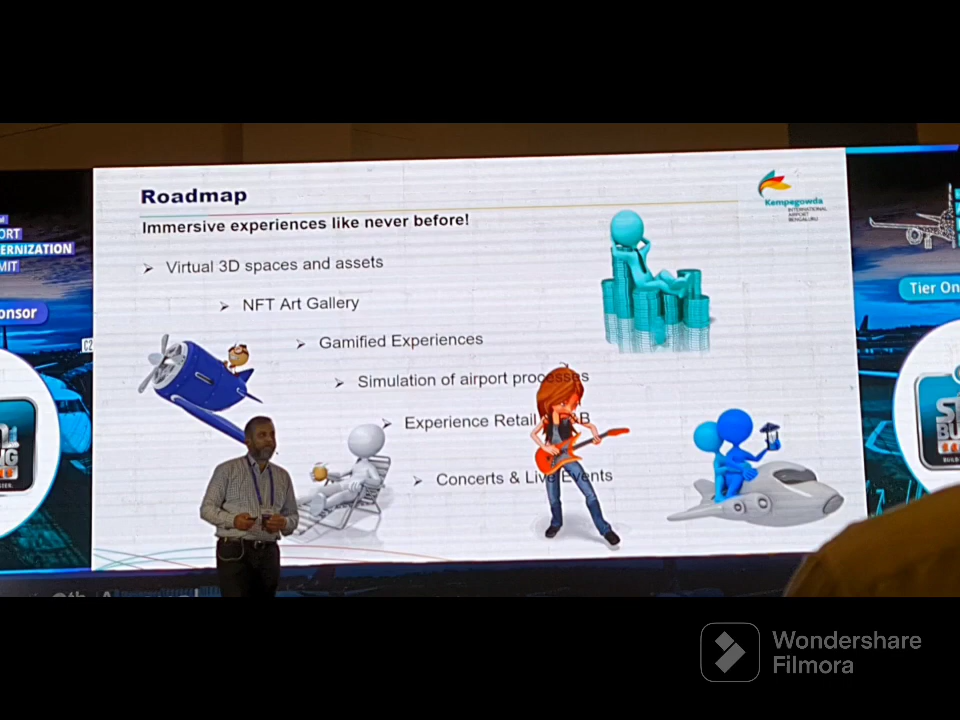 Roadmap
Immersive experiences like never before!
Virtual 3D spaces and assets
NFT Art Gallery
Gamified Experiences
Simulation of airport processes
Experience Retail
Concerts & Live Events
Kempegowda
INTERNATIONAL
AIRPORT
BENGALURU
ORT
ERNIZATION
MIT
onsor
Tier On
Wondershare
Filmora